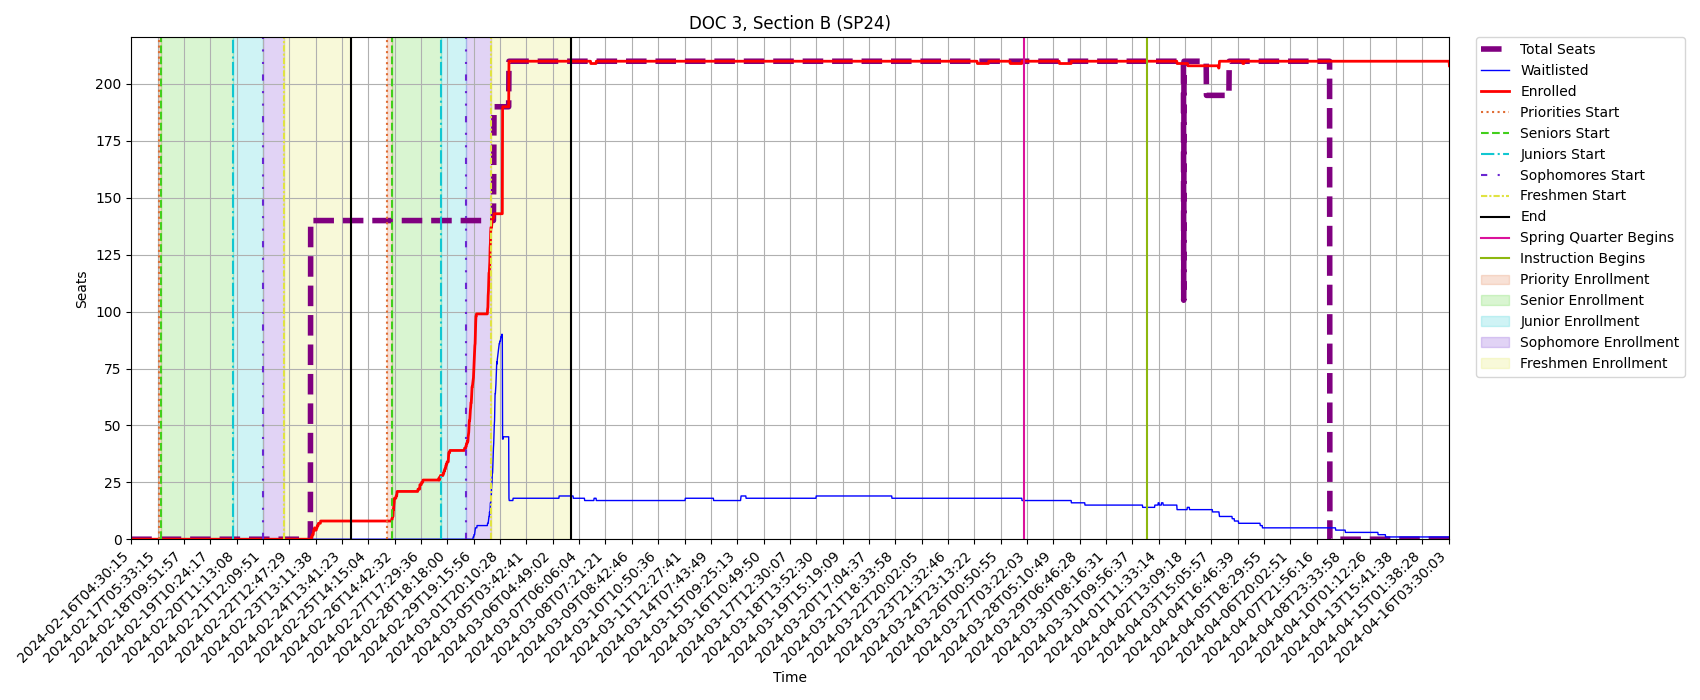 DOC 3, Section B (SP24)
Seats
200
175
150
125
100
75
50
25
0
2024-02-16T04:30:15
2024-02-17T05:33:15
2024-02-18T09:51:57
2024-02-19T10:24:17
2024-02-20T11:13:08
2024-02-21T12:09:51
2024-02-22T12:47:29
2024-02-23T13:11:38
2024-02-24T13:41:23
2024-02-25T14:15:04
2024-02-26T14:42:32
2024-02-27T17:29:36
2024-02-28T18:18:00
2024-02-29T19:15:56
2024-03-01T20:10:28
2024-03-05T03:42:41
2024-03-06T04:49:02
2024-03-07T06:06:04
2024-03-08T07:21:21
2024-03-09T08:42:46
2024-03-10T10:50:36
2024-03-11T12:27:41
2024-03-14T07:43:49
2024-03-15T09:25:13
2024-03-16T10:49:50
2024-03-17T12:30:07
2024-03-18T13:52:30
2024-03-19T15:19:09
2024-03-20T17:04:37
2024-03-21T18:33:58
2024-03-22T20:02:05
2024-03-23T21:32:46
2024-03-24T23:13:22
2024-03-26T00:50:55
2024-03-27T03:22:03
2024-03-28T05:10:49
2024-03-29T06:46:28
2024-03-30T08:16:31
2024-03-31T09:56:37
2024-04-01T11:33:14
2024-04-02T13:09:18
2024-04-03T15:05:57
2024-04-04T16:46:39
2024-04-05T18:29:55
2024-04-06T20:02:51
2024-04-07T21:56:16
2024-04-08T23:33:58
2024-04-10T01:12:26
2024-04-13T15:41:38
2024-04-15T01:38:28
2024-04-16T03:30:03
Time
Total Seats
Waitlisted
Enrolled
Priorities Start
Seniors Start
Juniors Start
Sophomores Start
Freshmen Start
End
Spring Quarter Begins
Instruction Begins
Priority Enrollment
Senior Enrollment
Junior Enrollment
Sophomore Enrollment
Freshmen Enrollment